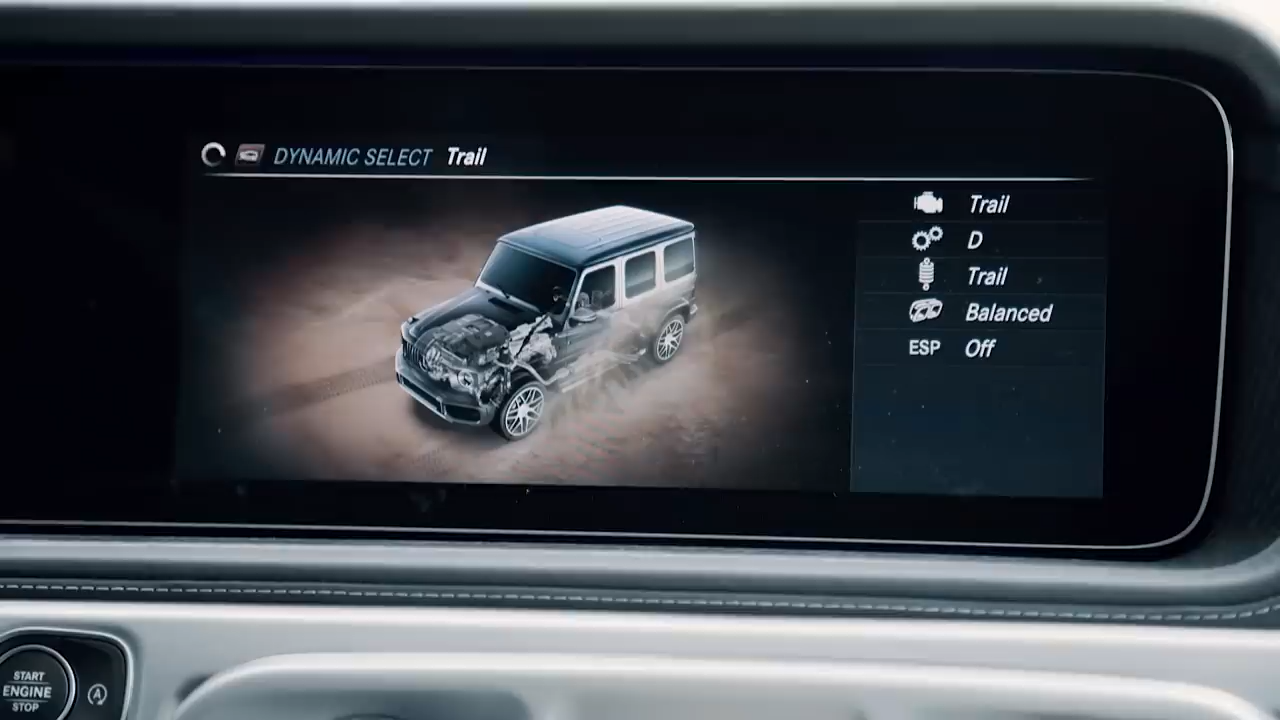 DYNAMIC SELECT Trail
Trail
D
Trail
Balanced
ESP Off
START
ENGINE
STOP
A